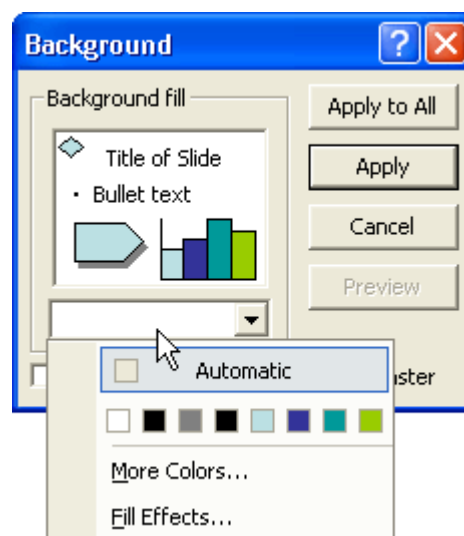 Background
Background fill
Title of Slide
• Bullet text
Apply to All
Apply
Cancel
Preview
Automatic
More Colors...
Fill Effects...